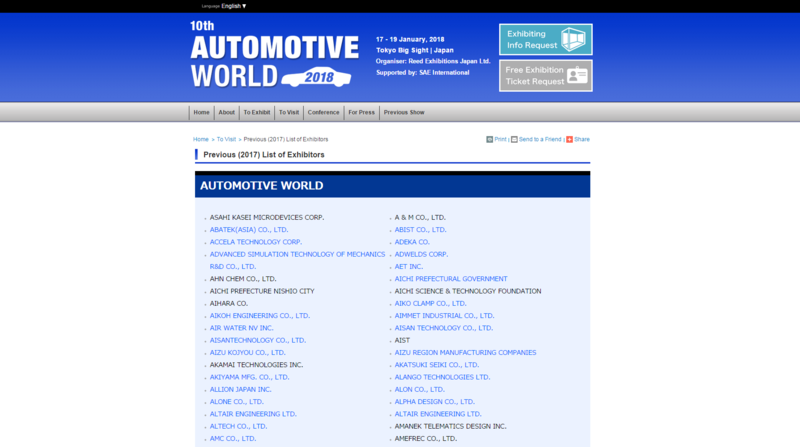 Language English ▼
10th
AUTOMOTIVE
WORLD 2018
17 - 19 January, 2018
Tokyo Big Sight | Japan
Organiser: Reed Exhibitions Japan Ltd.
Supported by: SAE International
Exhibiting
Info Request
Free Exhibition
Ticket Request
Home About To Exhibit To Visit Conference For Press Previous Show
Home > To Visit > Previous (2017) List of Exhibitors
Print | Send to a Friend | Share
Previous (2017) List of Exhibitors
AUTOMOTIVE WORLD
ASAHI KASEI MICRODEVICES CORP.
ABATEK(ASIA) CO., LTD.
ACCELA TECHNOLOGY CORP.
ADVANCED SIMULATION TECHNOLOGY OF MECHANICS
R&D CO., LTD.
AHN CHEM CO., LTD.
AICHI PREFECTURE NISHIO CITY
AIHARA CO.
AIKOH ENGINEERING CO., LTD.
AIR WATER NV INC.
AISANTECHNOLOGY CO., LTD.
AIZU KOJYOU CO., LTD.
AKAMAI TECHNOLOGIES INC.
AKIYAMA MFG. CO., LTD.
ALLION JAPAN INC.
ALONE CO., LTD.
ALTAIR ENGINEERING LTD.
ALTECH CO., LTD.
AMC CO., LTD.
A & M CO., LTD.
ABIST CO., LTD.
ADEKA CO.
ADWELDS CORP.
AET INC.
AICHI PREFECTURAL GOVERNMENT
AICHI SCIENCE & TECHNOLOGY FOUNDATION
AIKO CLAMP CO., LTD.
AIMMET INDUSTRIAL CO., LTD.
AISAN TECHNOLOGY CO., LTD.
AIST
AIZU REGION MANUFACTURING COMPANIES
AKATSUKI SEIKI CO., LTD.
ALANGO TECHNOLOGIES LTD.
ALON CO., LTD.
ALPHA DESIGN CO., LTD.
ALTAIR ENGINEERING LTD.
AMANEK TELEMATICS DESIGN INC.
AMEFREC CO., LTD.